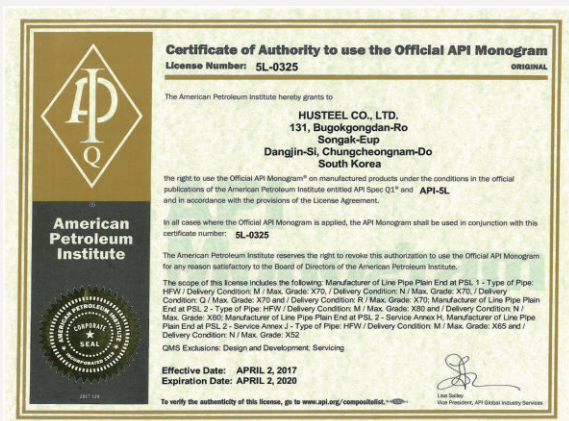 Certificate of Authority to use the Official API Monogram
License Number: 5L-0325
ORIGINAL
The American Petroleum Institute hereby grants to
HUSTEEL CO., LTD.
131, Bugokgongdan-Ro
Songak-Eup
Dangjin-Si, Chungcheongnam-Do
South Korea
the right to use the Official API Monogram® on manufactured products under the conditions in the official
publications of the American Petroleum Institute entitled API Spec Q1® and API-5L
and in accordance with the provisions of the License Agreement.
In all cases where the Official API Monogram is applied, the API Monogram shall be used in conjunction with this
certificate number: 5L-0325
The American Petroleum Institute reserves the right to revoke this authorization to use the Official API Monogram
for any reason satisfactory to the Board of Directors of the American Petroleum Institute.
The scope of this license includes the following: Manufacturer of Line Pipe Plain End at PSL 1 - Type of Pipe:
HFW / Delivery Condition: M / Max. Grade: X70, / Delivery Condition: N / Max. Grade: X70, / Delivery
Condition: Q / Max. Grade: X70 and / Delivery Condition: R / Max. Grade: X70; Manufacturer of Line Pipe Plain
End at PSL 2 - Type of Pipe: HFW / Delivery Condition: M / Max. Grade: X80 and / Delivery Condition: N /
Max. Grade: X60; Manufacturer of Line Pipe Plain End at PSL 2 - Service Annex H, Manufacturer of Line Pipe
Plain End at PSL 2 - Service Annex J - Type of Pipe: HFW / Delivery Condition: M / Max. Grade: X65 and /
Delivery Condition: N / Max. Grade: X52
QMS Exclusions: Design and Development; Servicing
Effective Date: APRIL 2, 2017
Expiration Date: APRIL 2, 2020
To verify the authenticity of this license, go to www.api.org/compositelist.
Vice President, API Global Industry Services
API
Q
American
Petroleum
Institute
AMERICAN PETROLEUM INSTITUTE
CORPORATE
SEAL